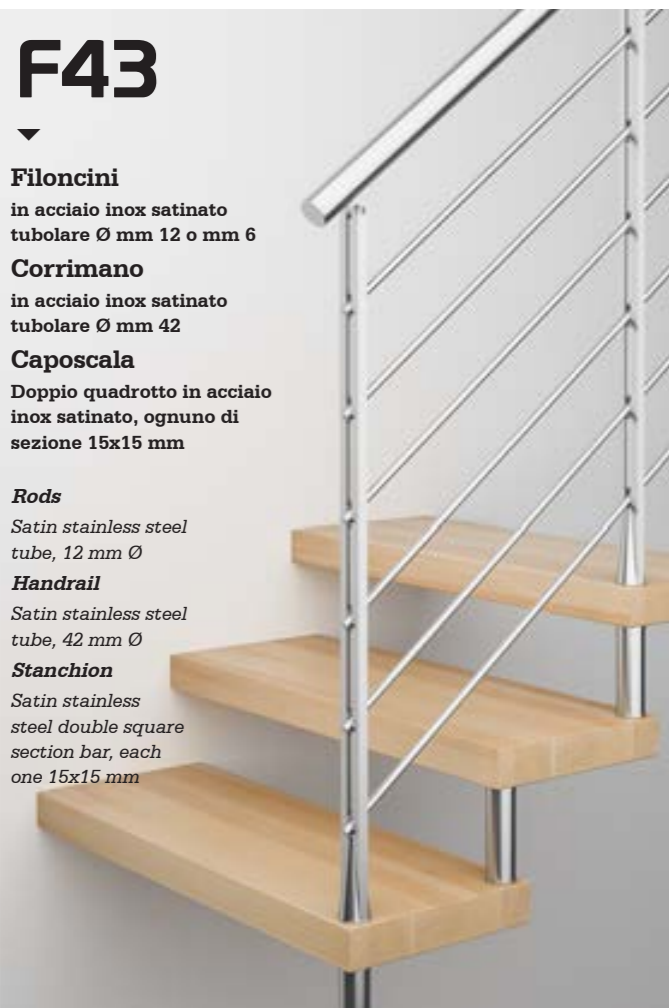 F43
Filoncini
in acciaio inox satinato
tubolare Ø mm 12 o mm 6
Corrimano
in acciaio inox satinato
tubolare Ø mm 42
Caposcala
Doppio quadrotto in acciaio
inox satinato, ognuno di
sezione 15x15 mm
Rods
Satin stainless steel
tube, 12 mm Ø
Handrail
Satin stainless steel
tube, 42 mm Ø
Stanchion
Satin stainless
steel double square
section bar, each
one 15x15 mm